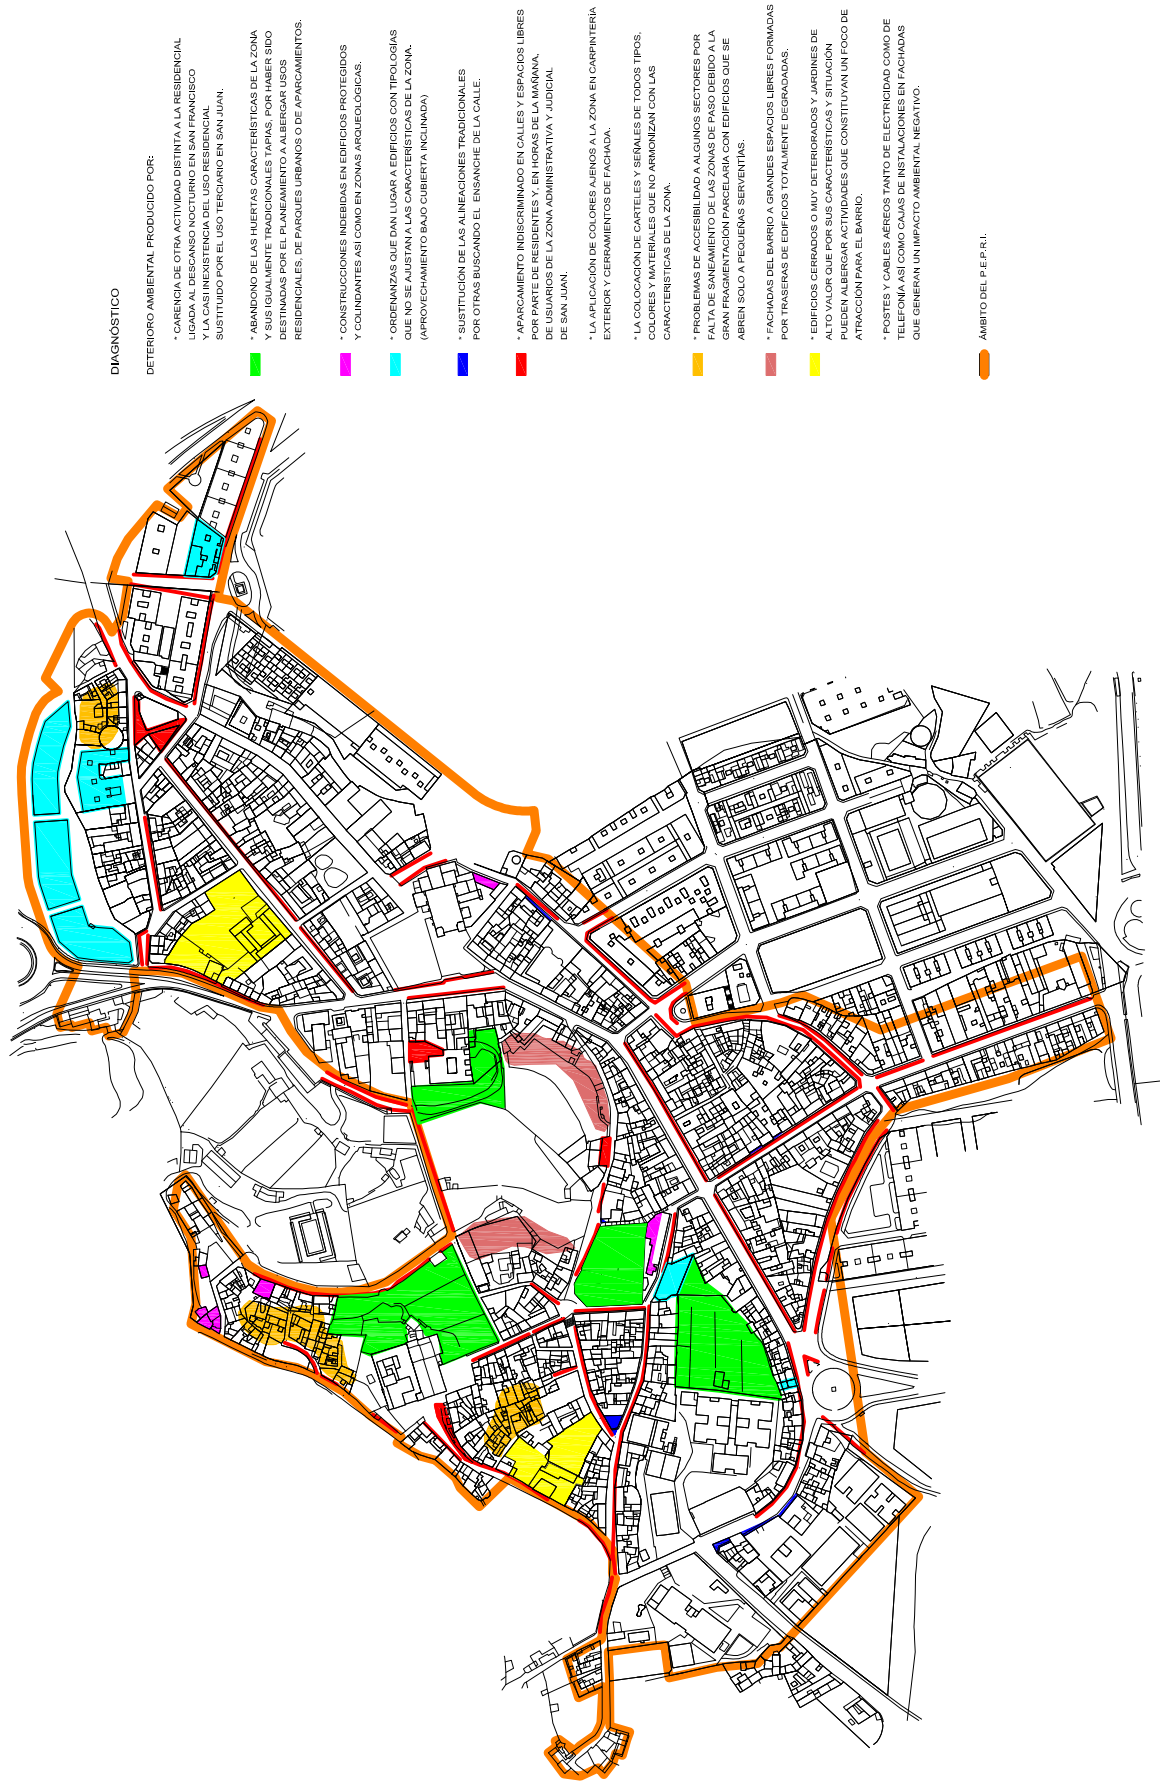 DIAGNÓSTICO
DETERIORO AMBIENTAL PRODUCIDO POR:
* CARENCIA DE OTRA ACTIVIDAD DISTINTA A LA RESIDENCIAL
LIGADA AL DESCANSO NOCTURNO EN SAN FRANCISCO
Y LA CASI INEXISTENCIA DEL USO RESIDENCIAL
SUSTITUIDO POR EL USO TERCIARIO EN SAN JUAN.
* ABANDONO DE LAS HUERTAS CARACTERÍSTICAS DE LA ZONA
Y SUS IGUALMENTE TRADICIONALES TAPIAS, POR HABER SIDO
DESTINADAS POR EL PLANEAMIENTO A ALBERGAR USOS
RESIDENCIALES, DE PARQUES URBANOS O DE APARCAMIENTOS.
* CONSTRUCCIONES INDEBIDAS EN EDIFICIOS PROTEGIDOS
Y COLINDANTES ASÍ COMO EN ZONAS ARQUEOLÓGICAS.
* ORDENANZAS QUE DAN LUGAR A EDIFICIOS CON TIPOLOGÍAS
QUE NO SE AJUSTAN A LAS CARACTERÍSTICAS DE LA ZONA.
(APROVECHAMIENTO BAJO CUBIERTA INCLINADA)
* SUSTITUCIÓN DE LAS ALINEACIONES TRADICIONALES
POR OTRAS BUSCANDO EL ENSANCHE DE LA CALLE.
* APARCAMIENTO INDISCRIMINADO EN CALLES Y ESPACIOS LIBRES
POR PARTE DE RESIDENTES Y, EN HORAS DE LA MAÑANA,
DE USUARIOS DE LA ZONA ADMINISTRATIVA Y JUDICIAL
DE SAN JUAN.
* LA APLICACIÓN DE COLORES AJENOS A LA ZONA EN CARPINTERÍA
EXTERIOR Y CERRAMIENTOS DE FACHADA.
* LA COLOCACIÓN DE CARTELES Y SEÑALES DE TODOS TIPOS,
COLORES Y MATERIALES QUE NO ARMONIZAN CON LAS
CARACTERISTICAS DE LA ZONA.
* PROBLEMAS DE ACCESIBILIDAD A ALGUNOS SECTORES POR
FALTA DE SANEAMIENTO DE LAS ZONAS DE PASO DEBIDO A LA
GRAN FRAGMENTACIÓN PARCELARIA CON EDIFICIOS QUE SE
ABREN SOLO A PEQUEÑAS SERVENTÍAS.
* FACHADAS DEL BARRIO A GRANDES ESPACIOS LIBRES FORMADAS
POR TRASERAS DE EDIFICIOS TOTALMENTE DEGRADADAS.
* EDIFICIOS CERRADOS O MUY DETERIORADOS Y JARDINES DE
ALTO VALOR QUE POR SUS CARACTERÍSTICAS Y SITUACIÓN
PUEDEN ALBERGAR ACTIVIDADES QUE CONSTITUYAN UN FOCO DE
ATRACCIÓN PARA EL BARRÍO.
* POSTES Y CABLES AÉREOS TANTO DE ELECTRICIDAD COMO DE
TELEFONÍA ASÍ COMO CAJAS DE INSTALACIONES EN FACHADAS
QUE GENERAN UN IMPACTO AMBIENTAL NEGATIVO.
ÁMBITO DEL P.E.P.R.I.